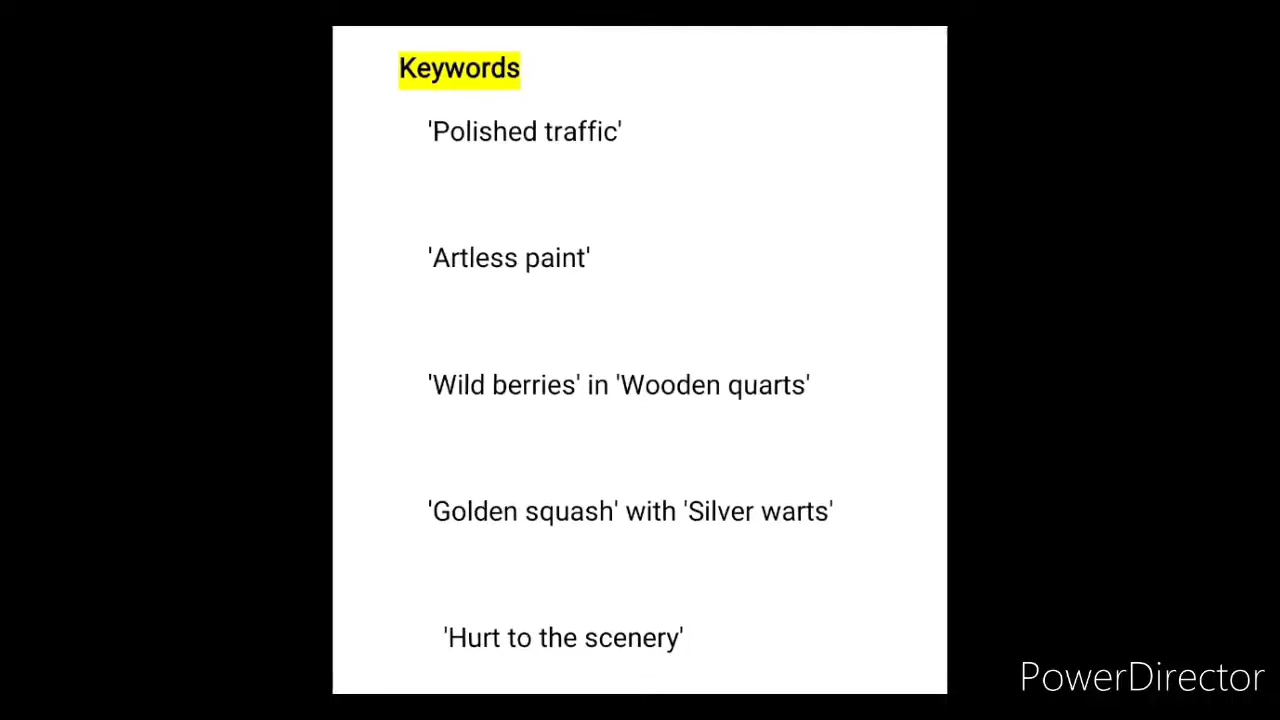 Keywords
'Polished traffic'
'Artless paint'
'Wild berries' in 'Wooden quarts'
'Golden squash' with 'Silver warts'
'Hurt to the scenery'
PowerDirector